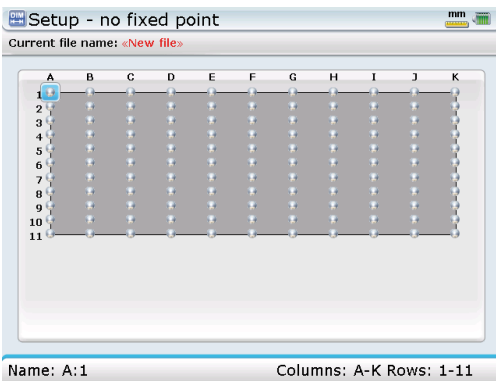 DIM Setup - no fixed point mm
Current file name: «New file»
A B C D E F G H I J K
1
2
3
4
5
6
7
8
9
10
11
Name: A:1 Columns: A-K Rows: 1-11